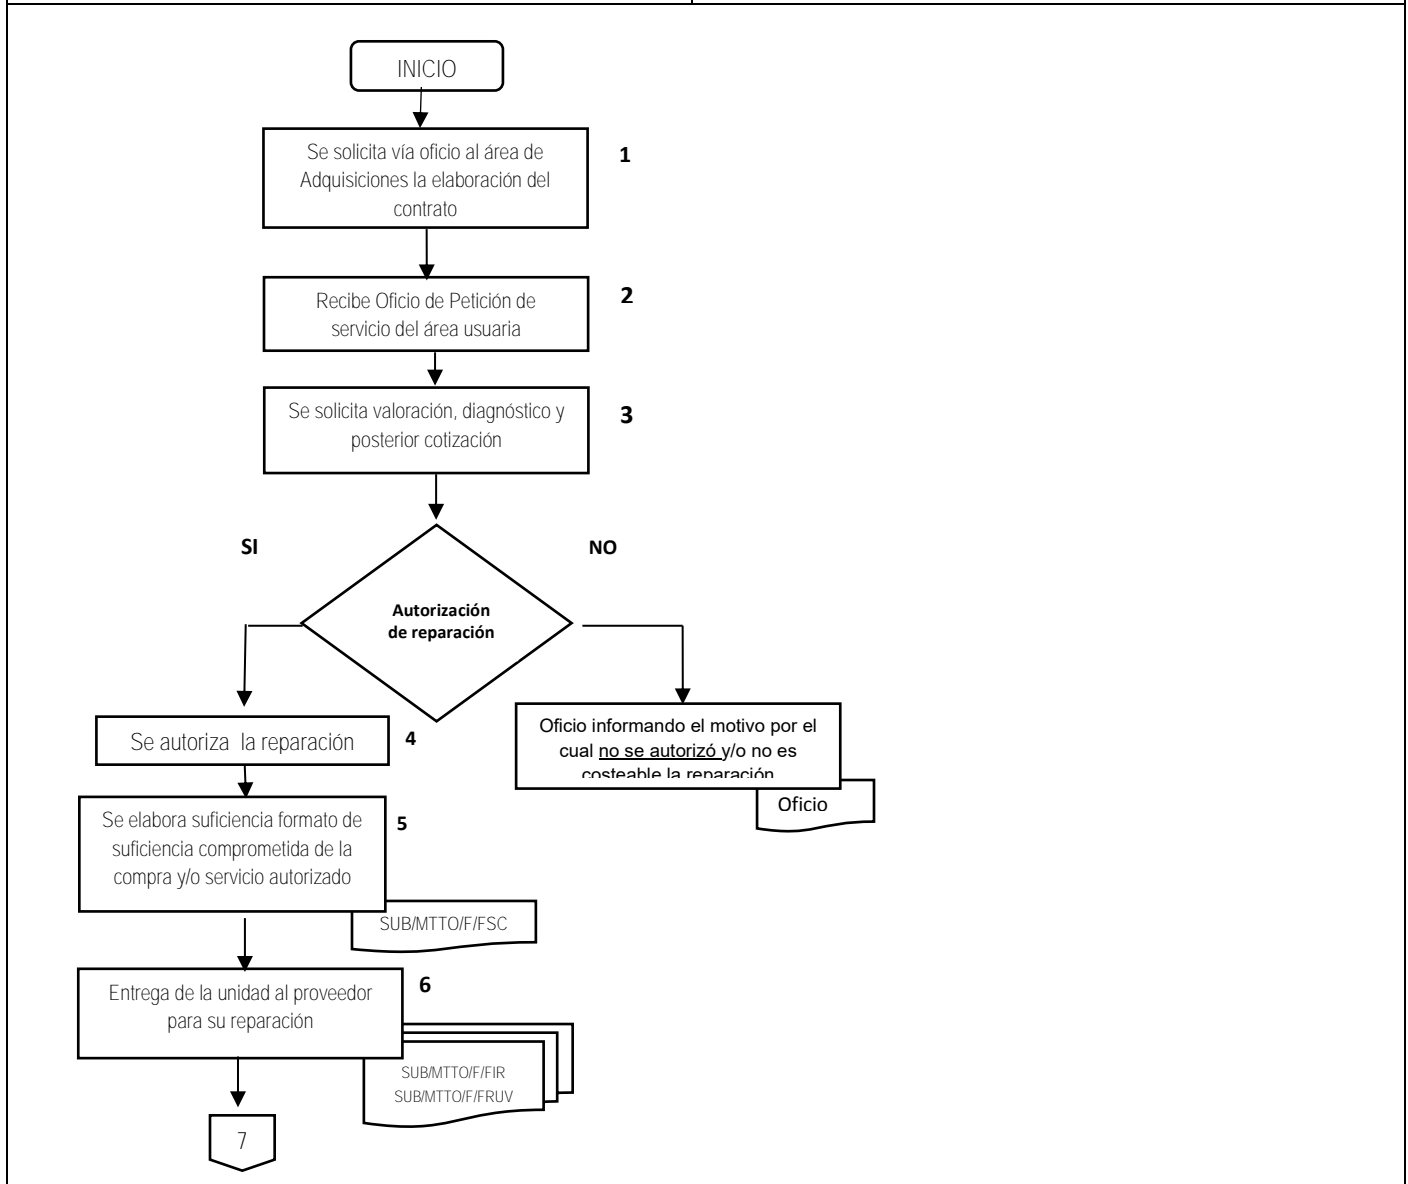 INICIO
Se solicita vía oficio al área de
Adquisiciones la elaboración del
contrato
1
Recibe Oficio de Petición de
servicio del área usuaria
2
Se solicita valoración, diagnóstico y
posterior cotización
3
SI
NO
Autorización
de reparación
Se autoriza la reparación
4
Oficio informando el motivo por el
cual no se autorizó y/o no es
costeable la reparación
Oficio
Se elabora suficiencia formato de
suficiencia comprometida de la
compra y/o servicio autorizado
5
SUB/MTTO/F/FSC
Entrega de la unidad al proveedor
para su reparación
6
SUB/MTTO/F/FIR
SUB/MTTO/F/FRUV
7